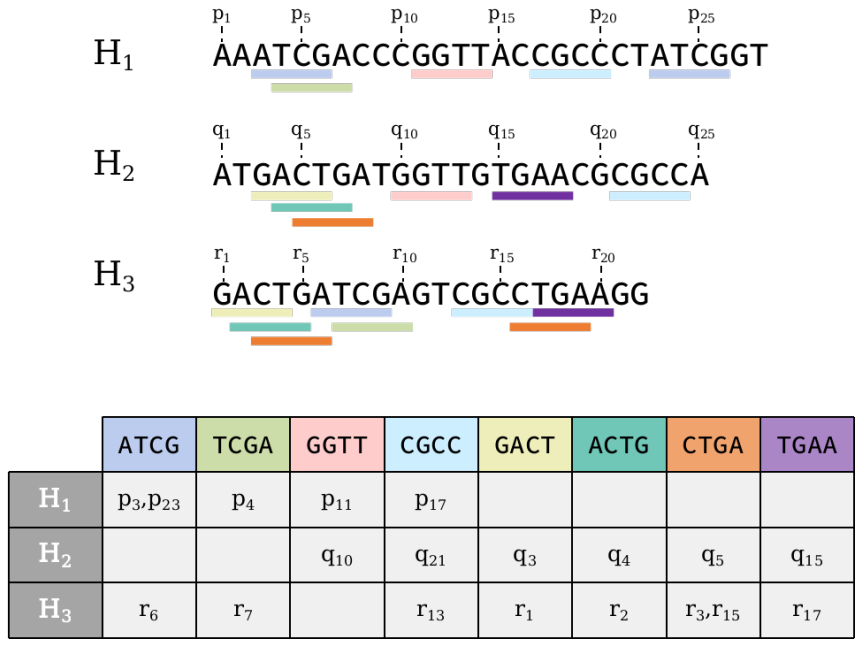 p₁ p₅ p₁₀ p₁₅ p₂₀ p₂₅
H₁ AAATCGACCCGGTTACCGCCCTATCGGT
q₁ q₅ q₁₀ q₁₅ q₂₀ q₂₅
H₂ ATGACTGATGGTTGTGAACGCGCCA
r₁ r₅ r₁₀ r₁₅ r₂₀
H₃ GACTGATCGAGTCGCCTGAAGG
ATCG TCGA GGTT CGCC GACT ACTG CTGA TGAA
H₁ p₃,p₂₃ p₄ p₁₁ p₁₇
H₂ q₁₀ q₂₁ q₃ q₄ q₅ q₁₅
H₃ r₆ r₇ r₁₃ r₁ r₂ r₃,r₁₅ r₁₇